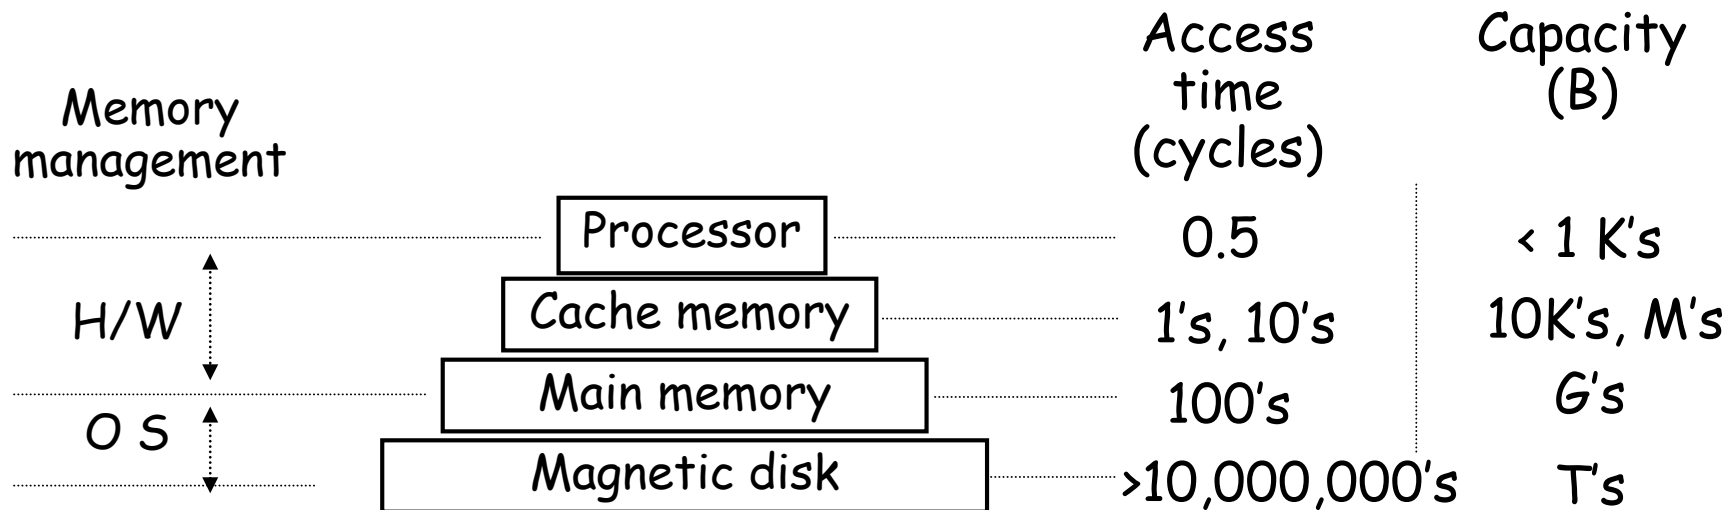 Access
time
(cycles)
Capacity
(B)
Memory
management
Processor
0.5
< 1 K's
H/W
Cache memory
1's, 10's
10K's, M's
Main memory
100's
G's
O S
Magnetic disk
>10,000,000's
T's